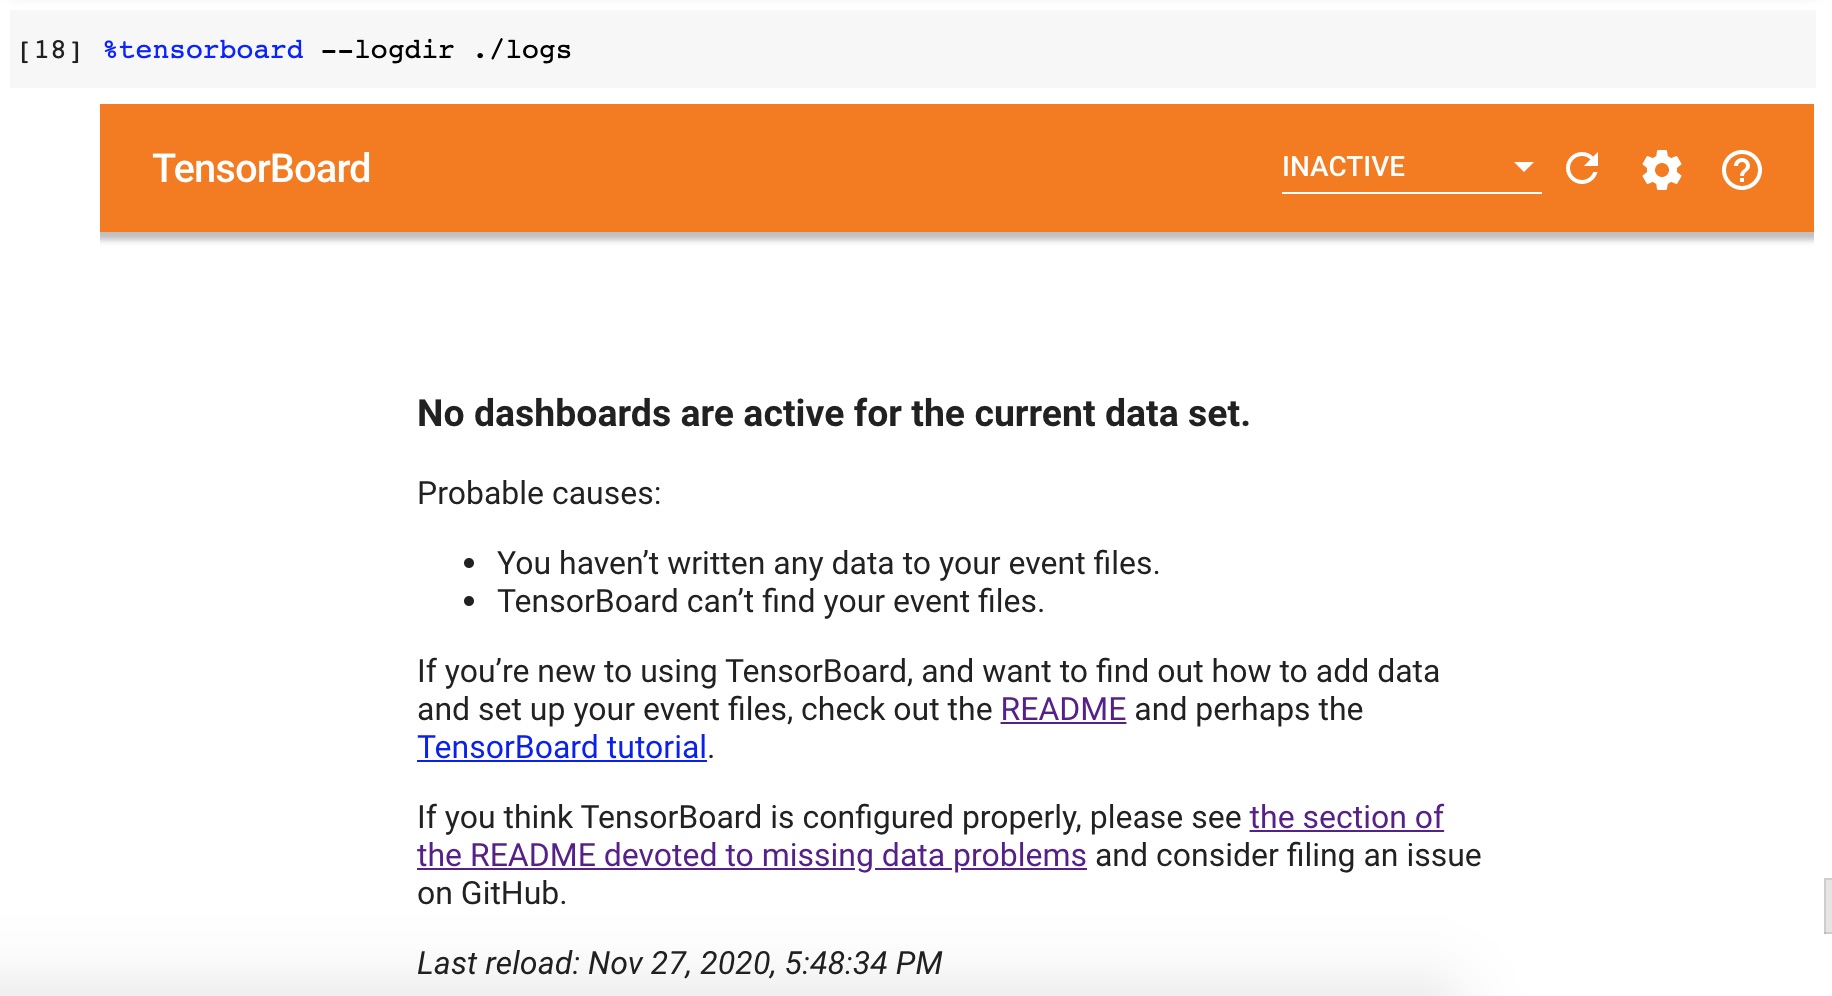 [18] %tensorboard --logdir ./logs
TensorBoard
INACTIVE
No dashboards are active for the current data set.
Probable causes:
• You haven’t written any data to your event files.
• TensorBoard can’t find your event files.
If you’re new to using TensorBoard, and want to find out how to add data
and set up your event files, check out the README and perhaps the
TensorBoard tutorial.
If you think TensorBoard is configured properly, please see the section of
the README devoted to missing data problems and consider filing an issue
on GitHub.
Last reload: Nov 27, 2020, 5:48:34 PM